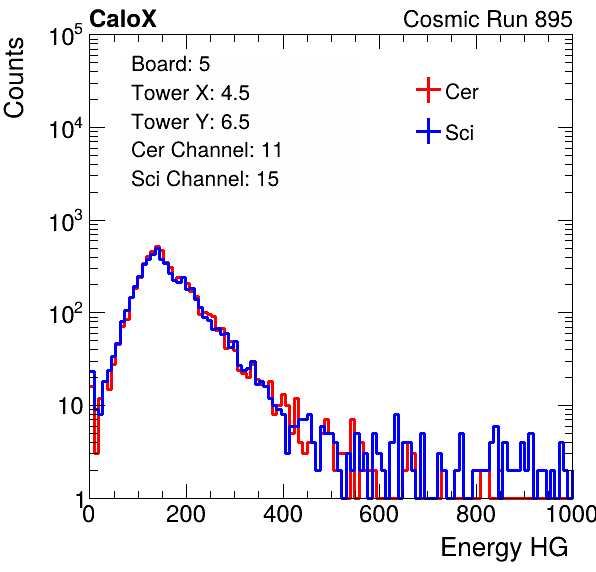 CaloX Cosmic Run 895
Counts
10^5
10^4
10^3
10^2
10
1
Board: 5
Tower X: 4.5
Tower Y: 6.5
Cer Channel: 11
Sci Channel: 15
Cer
Sci
0 200 400 600 800 1000
Energy HG